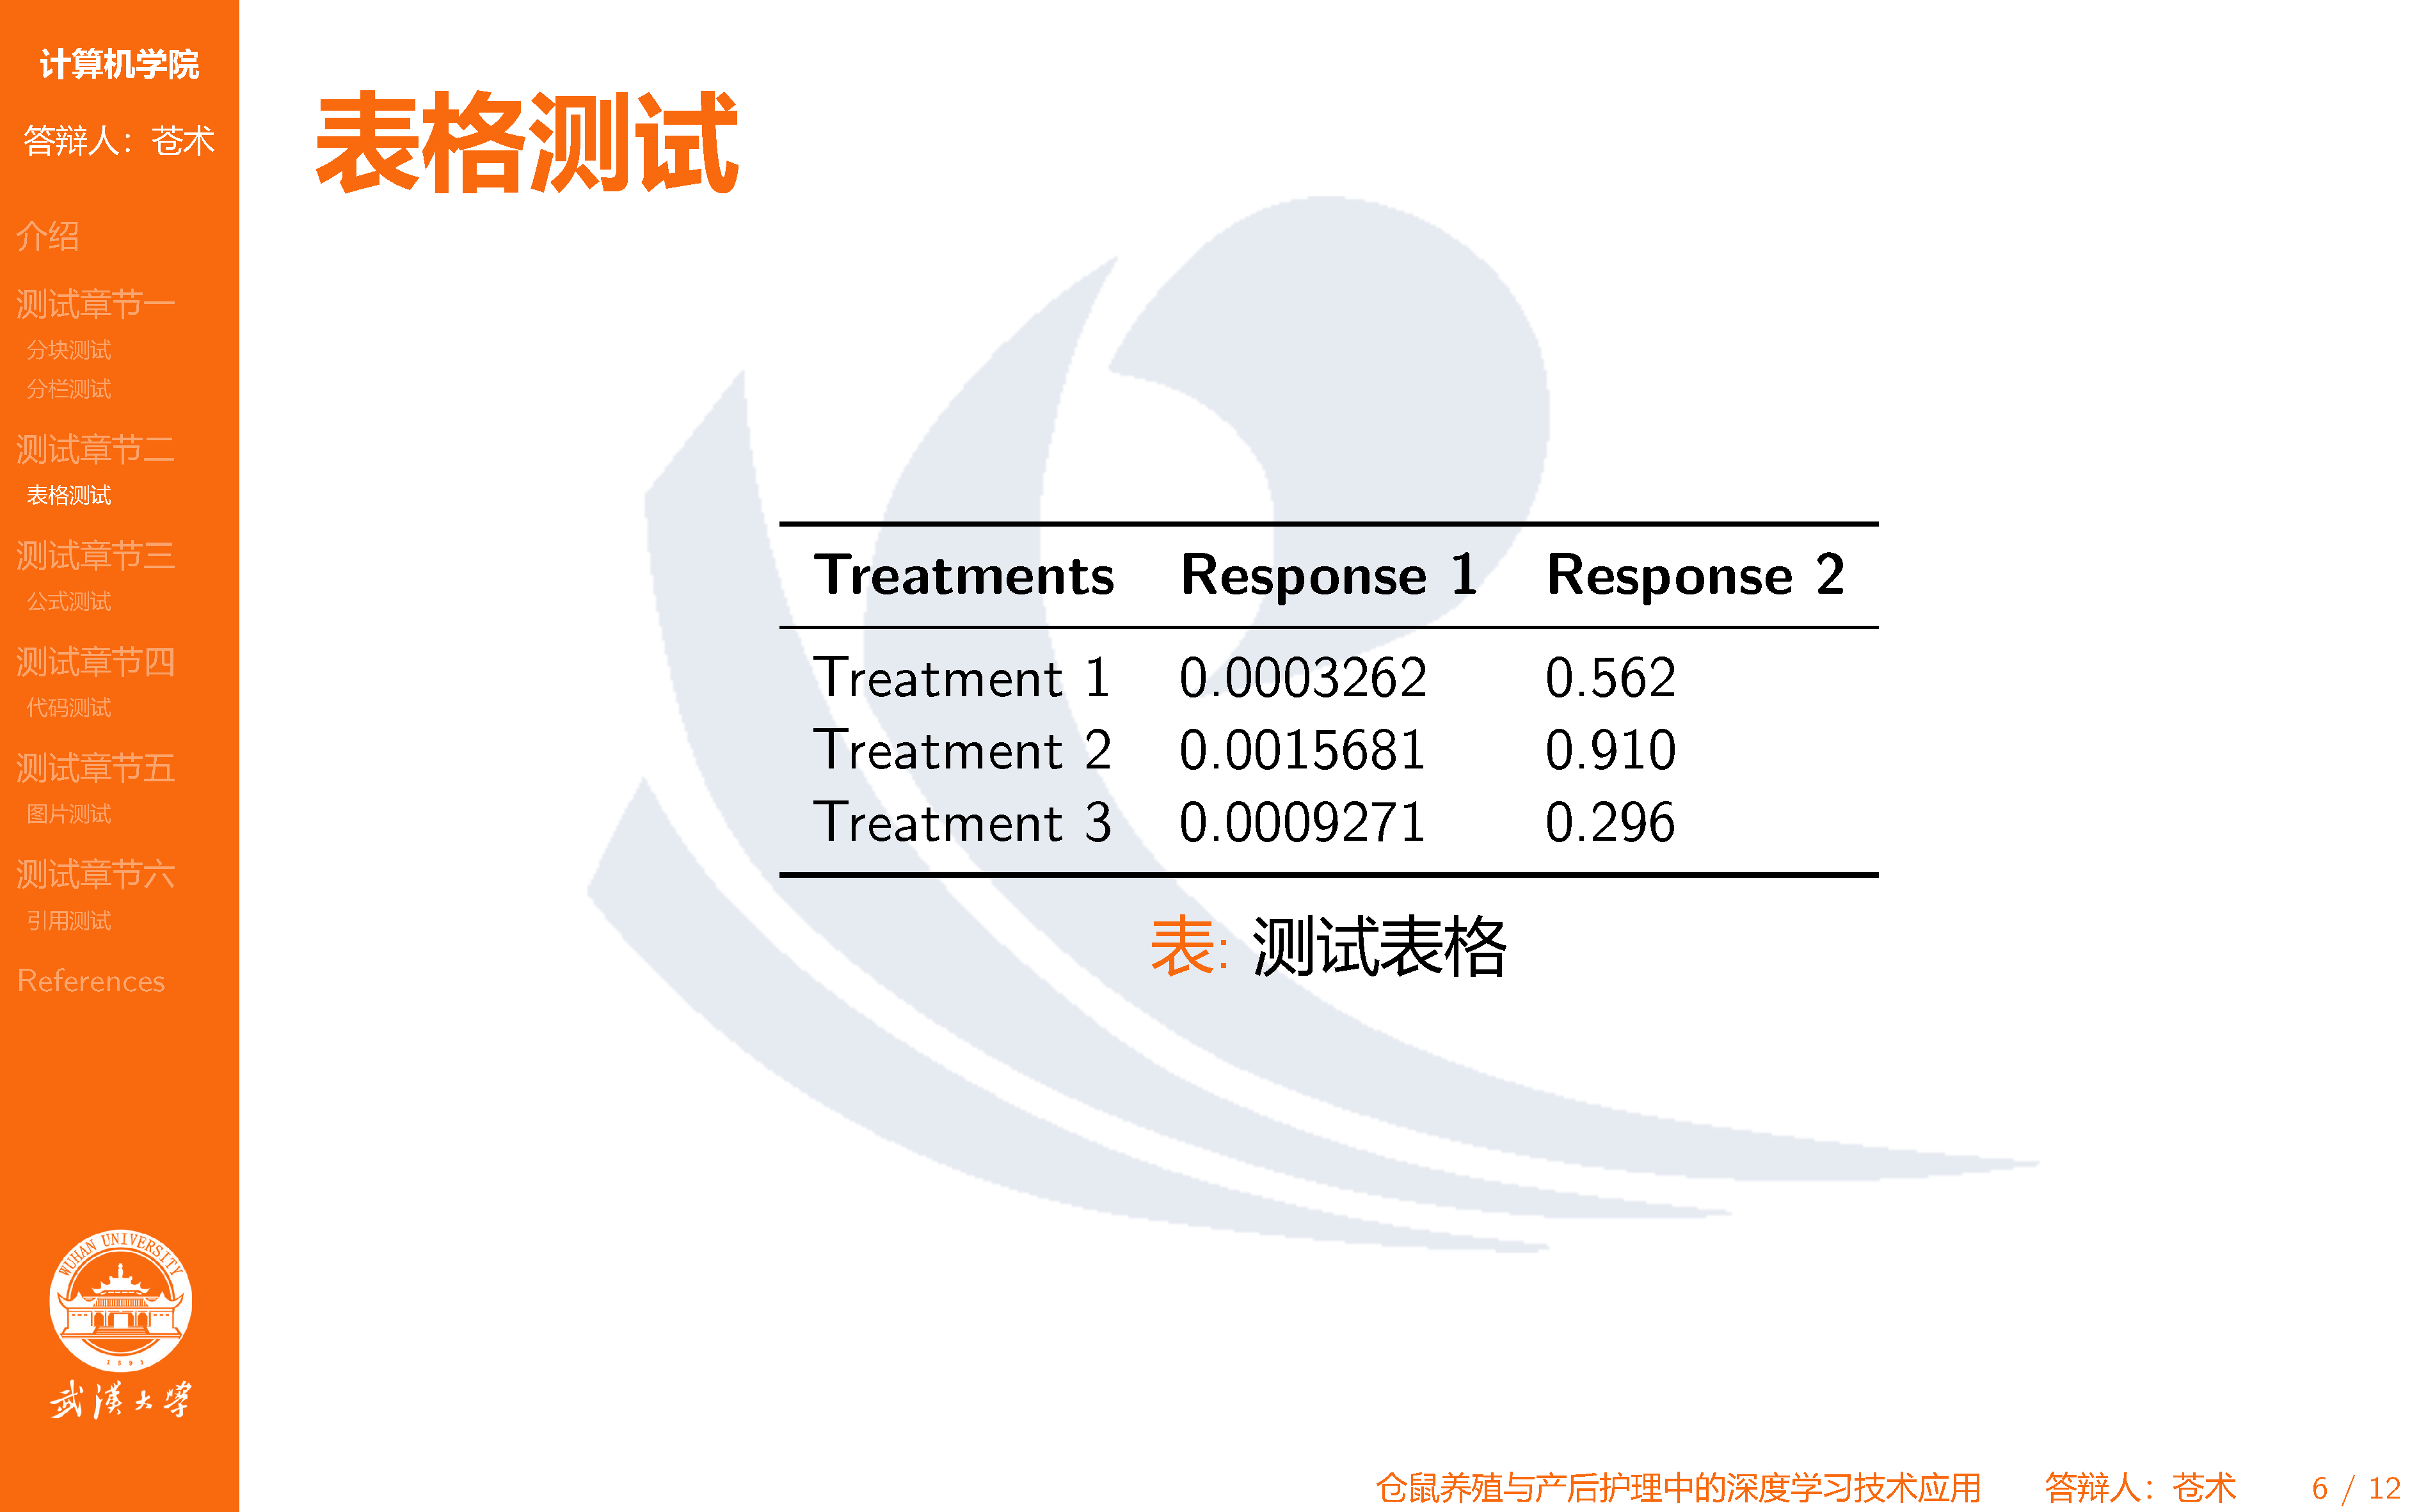 计算机学院
答辩人：苍术
介绍
测试章节一
分块测试
分栏测试
测试章节二
表格测试
测试章节三
公式测试
测试章节四
代码测试
测试章节五
图片测试
测试章节六
引用测试
References
WUHAN UNIVERSITY
1893
武漢大學
表格测试
Treatments Response 1 Response 2
Treatment 1 0.0003262 0.562
Treatment 2 0.0015681 0.910
Treatment 3 0.0009271 0.296
表: 测试表格
仓鼠养殖与产后护理中的深度学习技术应用 答辩人：苍术 6 / 12